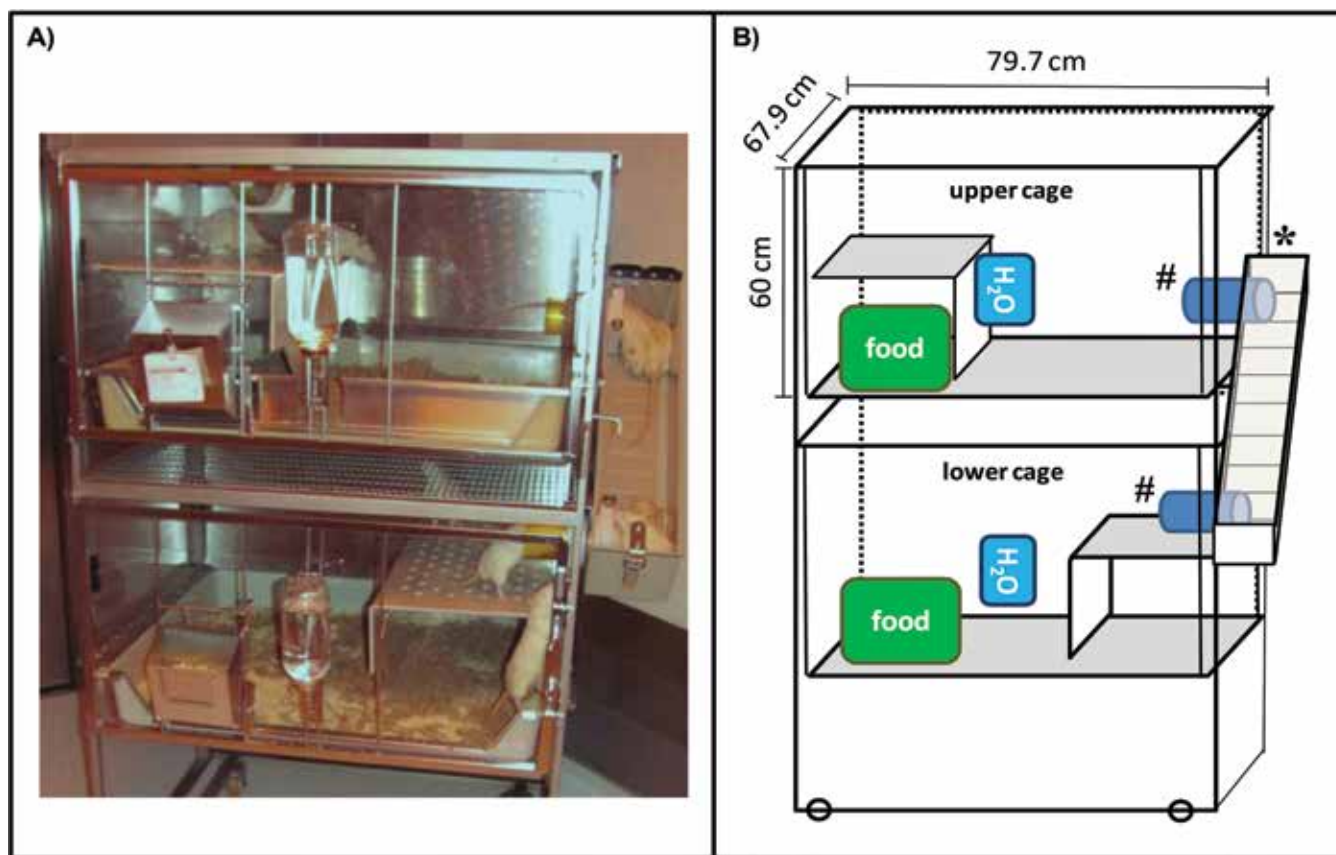 A)
B)
79.7 cm
67.9 cm
upper cage
60 cm
*
#
H₂O
food
lower cage
#
H₂O
food